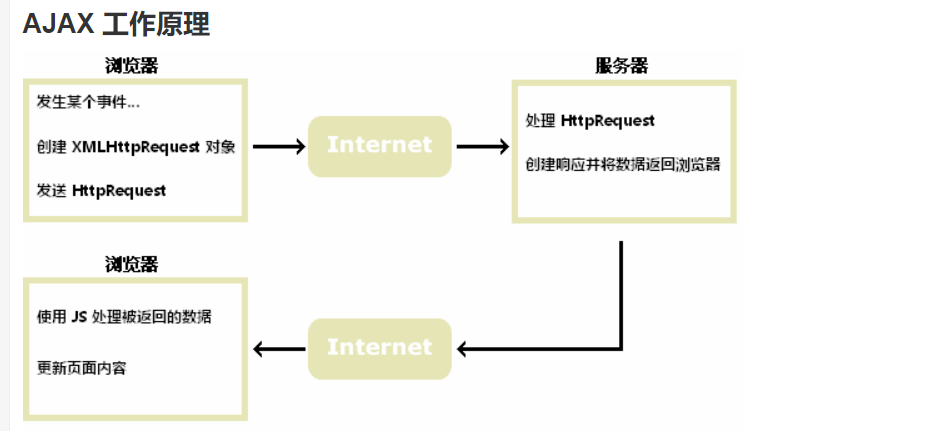 AJAX 工作原理
浏览器
发生某个事件...
创建 XMLHttpRequest 对象
发送 HttpRequest
Internet
服务器
处理 HttpRequest
创建响应并将数据返回浏览器
浏览器
使用 JS 处理被返回的数据
更新页面内容
Internet